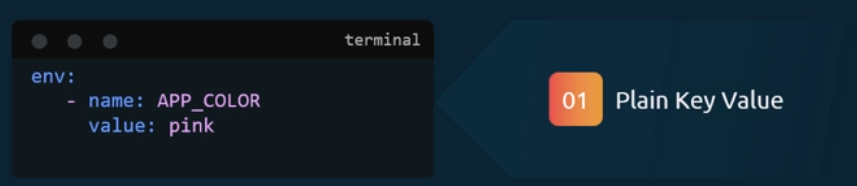 terminal
env:
   - name: APP_COLOR
     value: pink
01 Plain Key Value